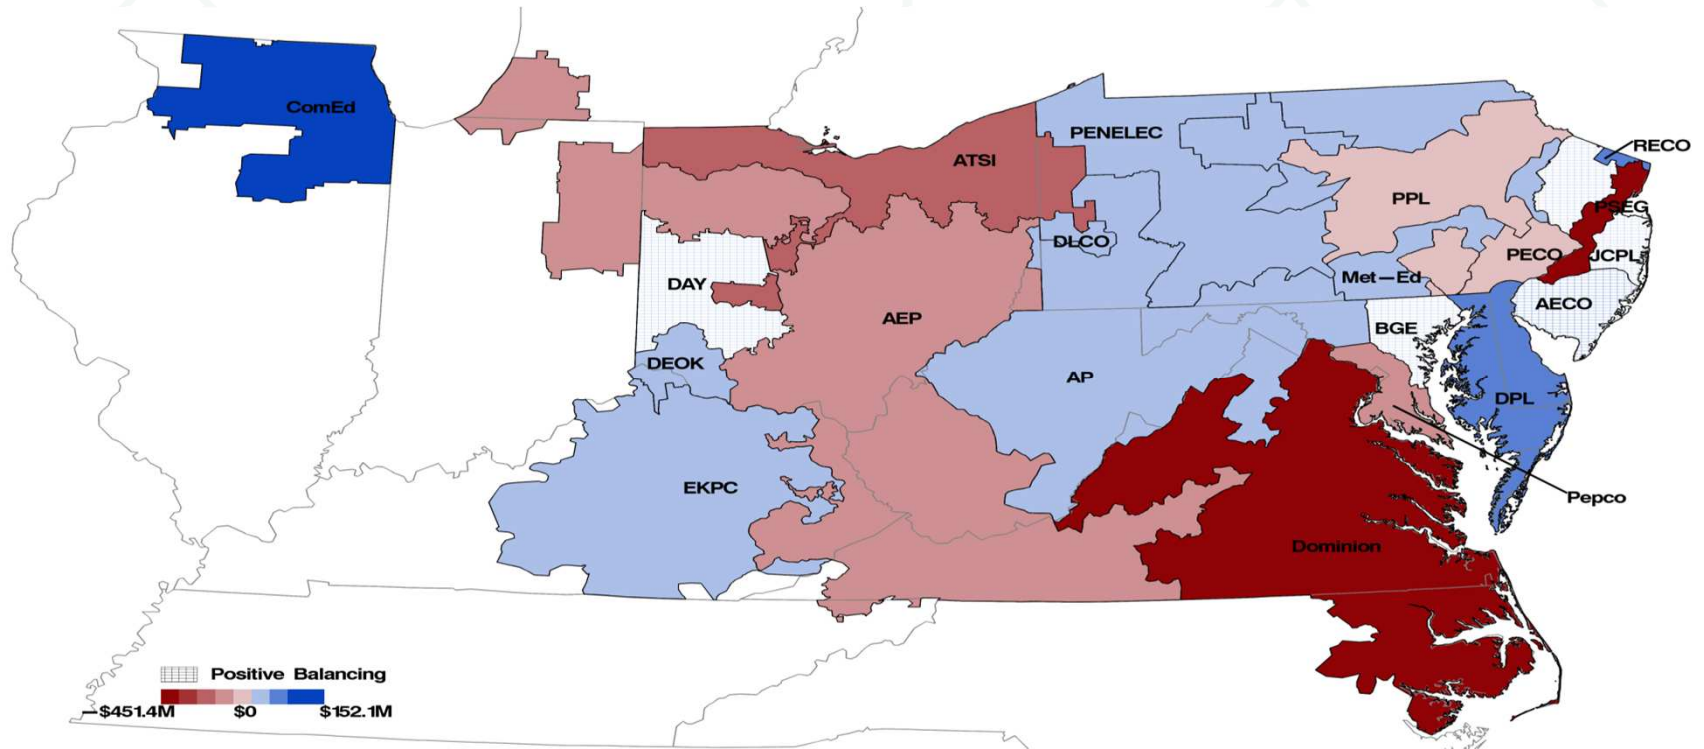 ComEd
PENELEC
RECO
ATSI
PPL
PSEG
DLCO
PECO
JCPL
DAY
Met-Ed
AECO
AEP
BGE
DEOK
AP
DPL
EKPC
Pepco
Dominion
Positive Balancing
-$451.4M $0 $152.1M